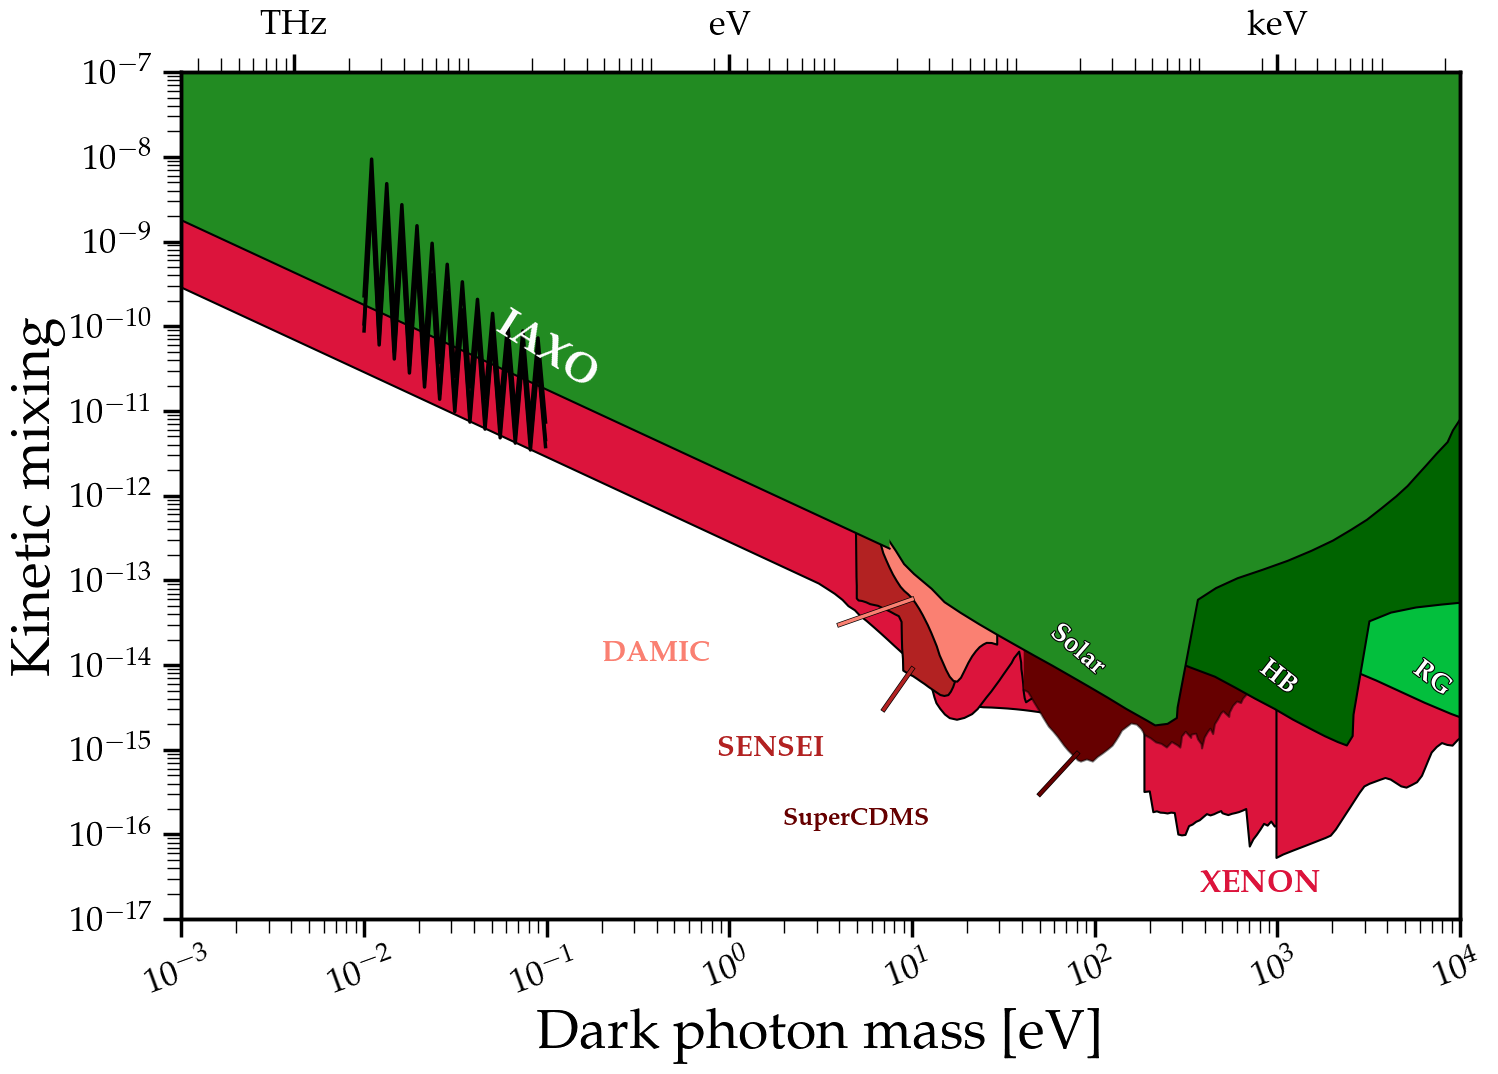 THz eV keV
10⁻⁷
10⁻⁸
10⁻⁹
10⁻¹⁰
10⁻¹¹
10⁻¹²
10⁻¹³
10⁻¹⁴
10⁻¹⁵
10⁻¹⁶
10⁻¹⁷
Kinetic mixing
IAXO
Solar
HB
RG
DAMIC
SENSEI
SuperCDMS
XENON
10⁻³ 10⁻² 10⁻¹ 10⁰ 10¹ 10² 10³ 10⁴
Dark photon mass [eV]